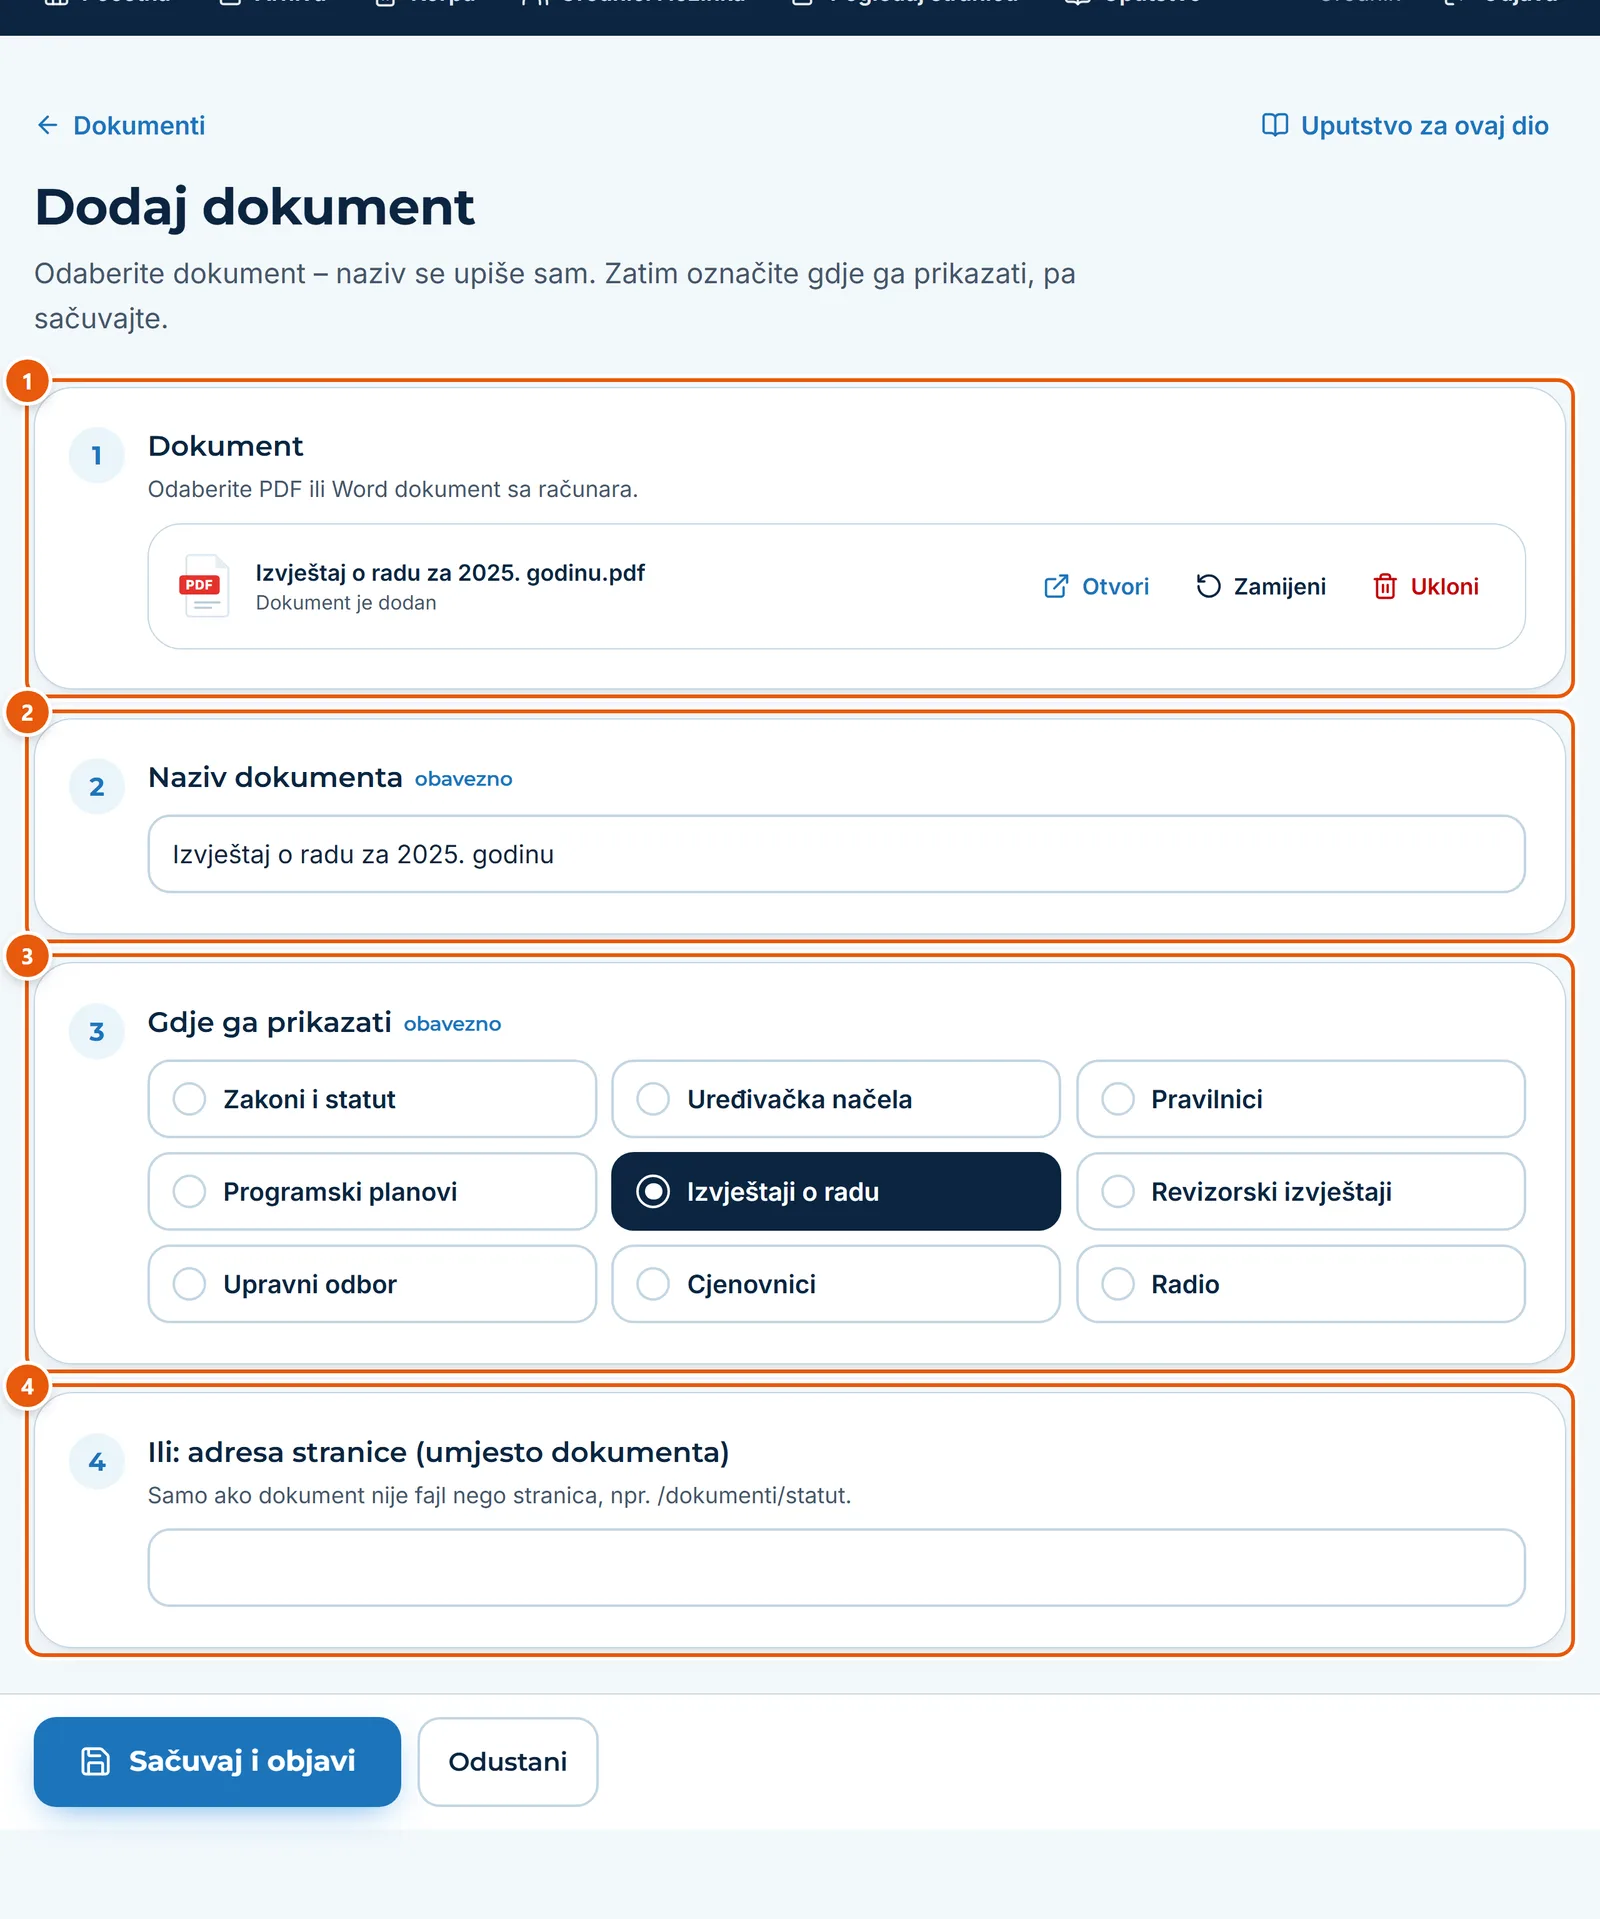 Dokumenti
Uputstvo za ovaj dio
Dodaj dokument
Odaberite dokument – naziv se upiše sam. Zatim označite gdje ga prikazati, pa
sačuvajte.
1
1
Dokument
Odaberite PDF ili Word dokument sa računara.
PDF
Izvještaj o radu za 2025. godinu.pdf
Dokument je dodan
Otvori
Zamijeni
Ukloni
2
2
Naziv dokumenta obavezno
Izvještaj o radu za 2025. godinu
3
3
Gdje ga prikazati obavezno
Zakoni i statut
Uređivačka načela
Pravilnici
Programski planovi
Izvještaji o radu
Revizorski izvještaji
Upravni odbor
Cjenovnici
Radio
4
4
Ili: adresa stranice (umjesto dokumenta)
Samo ako dokument nije fajl nego stranica, npr. /dokumenti/statut.
Sačuvaj i objavi
Odustani